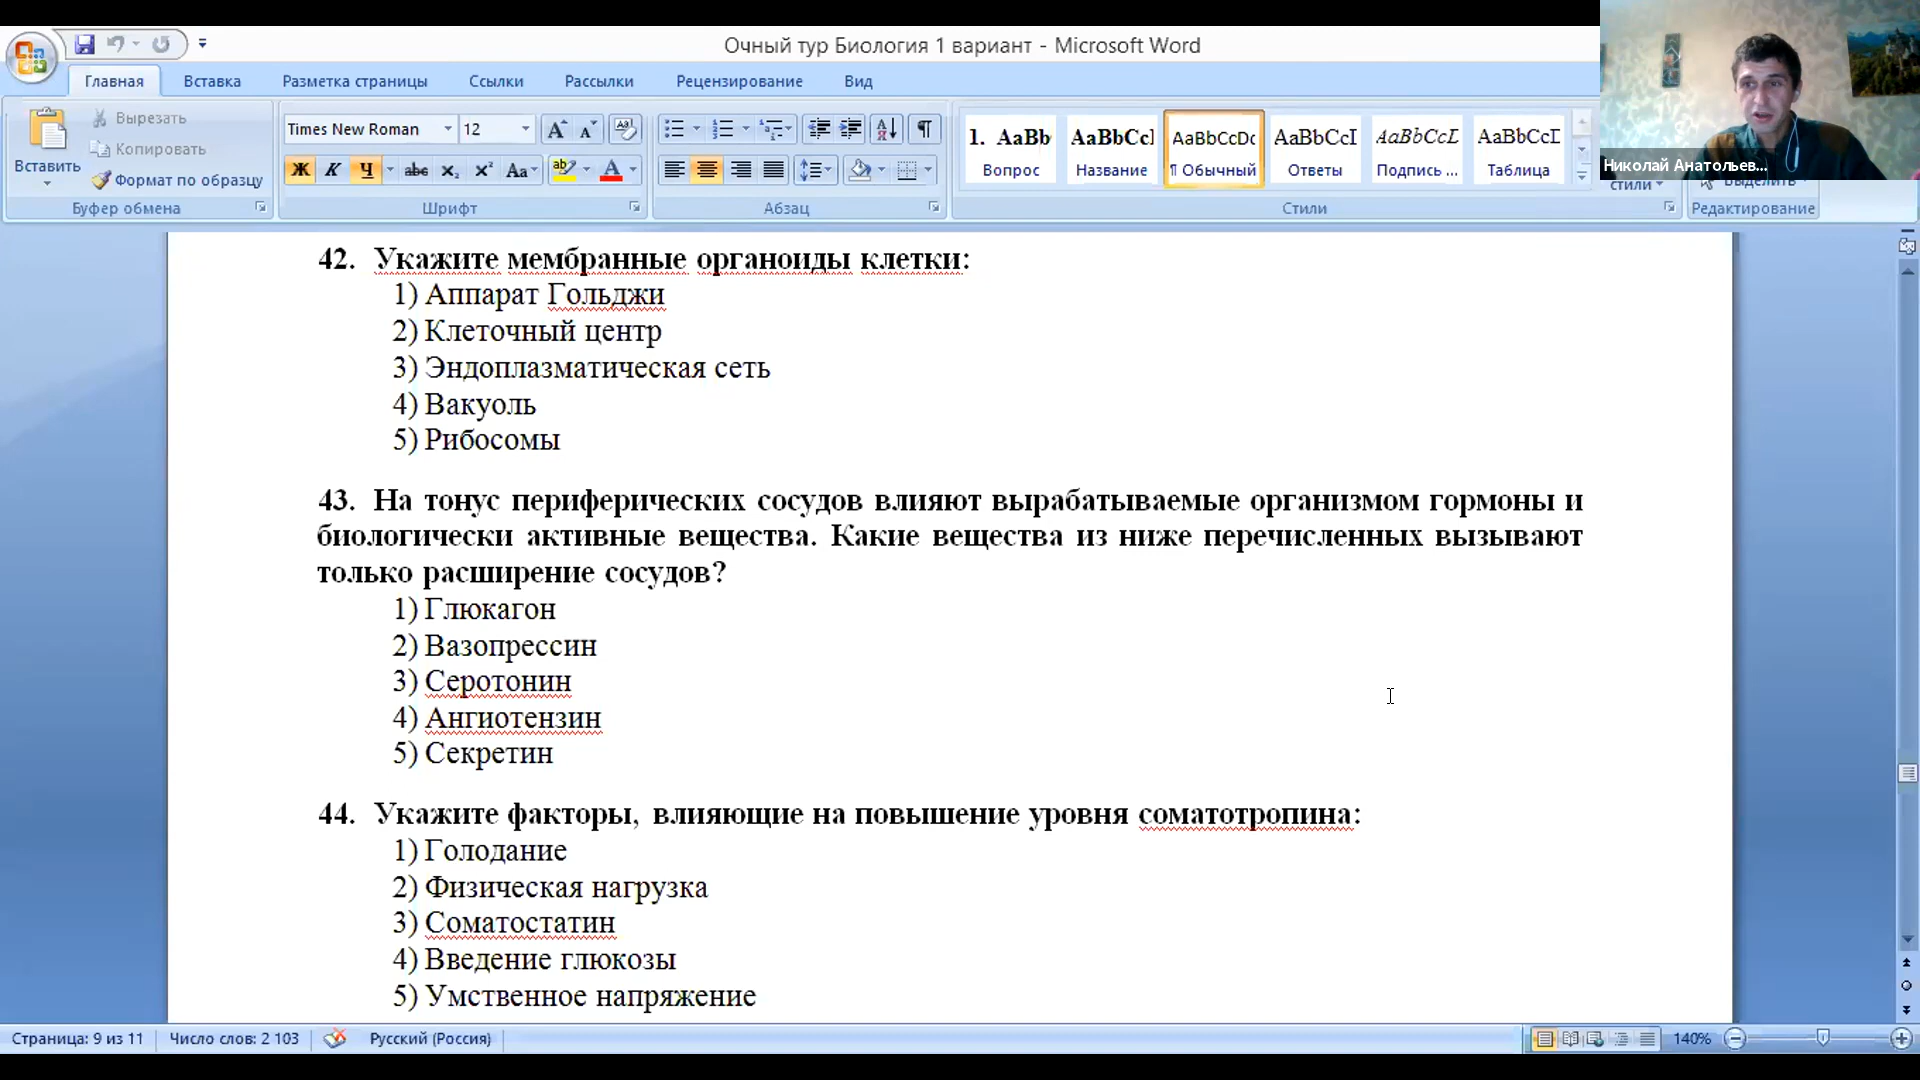 Очный тур Биология 1 вариант - Microsoft Word
Главная Вставка Разметка страницы Ссылки Рассылки Рецензирование Вид
Вставить
Вырезать
Копировать
Формат по образцу
Буфер обмена
Times New Roman 12
Ж К Ч abc x₂ x² Aa
Шрифт
Абзац
1. AaBb AaBbCcI AaBbCcDc AaBbCcI AaBbCcL AaBbCcI
Вопрос Название ¶ Обычный Ответы Подпись ... Таблица
Стили
стили
Выделить
Редактирование
Николай Анатольев...
42. Укажите мембранные органоиды клетки:
1) Аппарат Гольджи
2) Клеточный центр
3) Эндоплазматическая сеть
4) Вакуоль
5) Рибосомы
43. На тонус периферических сосудов влияют вырабатываемые организмом гормоны и
биологически активные вещества. Какие вещества из ниже перечисленных вызывают
только расширение сосудов?
1) Глюкагон
2) Вазопрессин
3) Серотонин
4) Ангиотензин
5) Секретин
44. Укажите факторы, влияющие на повышение уровня соматотропина:
1) Голодание
2) Физическая нагрузка
3) Соматостатин
4) Введение глюкозы
5) Умственное напряжение
Страница: 9 из 11 Число слов: 2 103 Русский (Россия) 140%